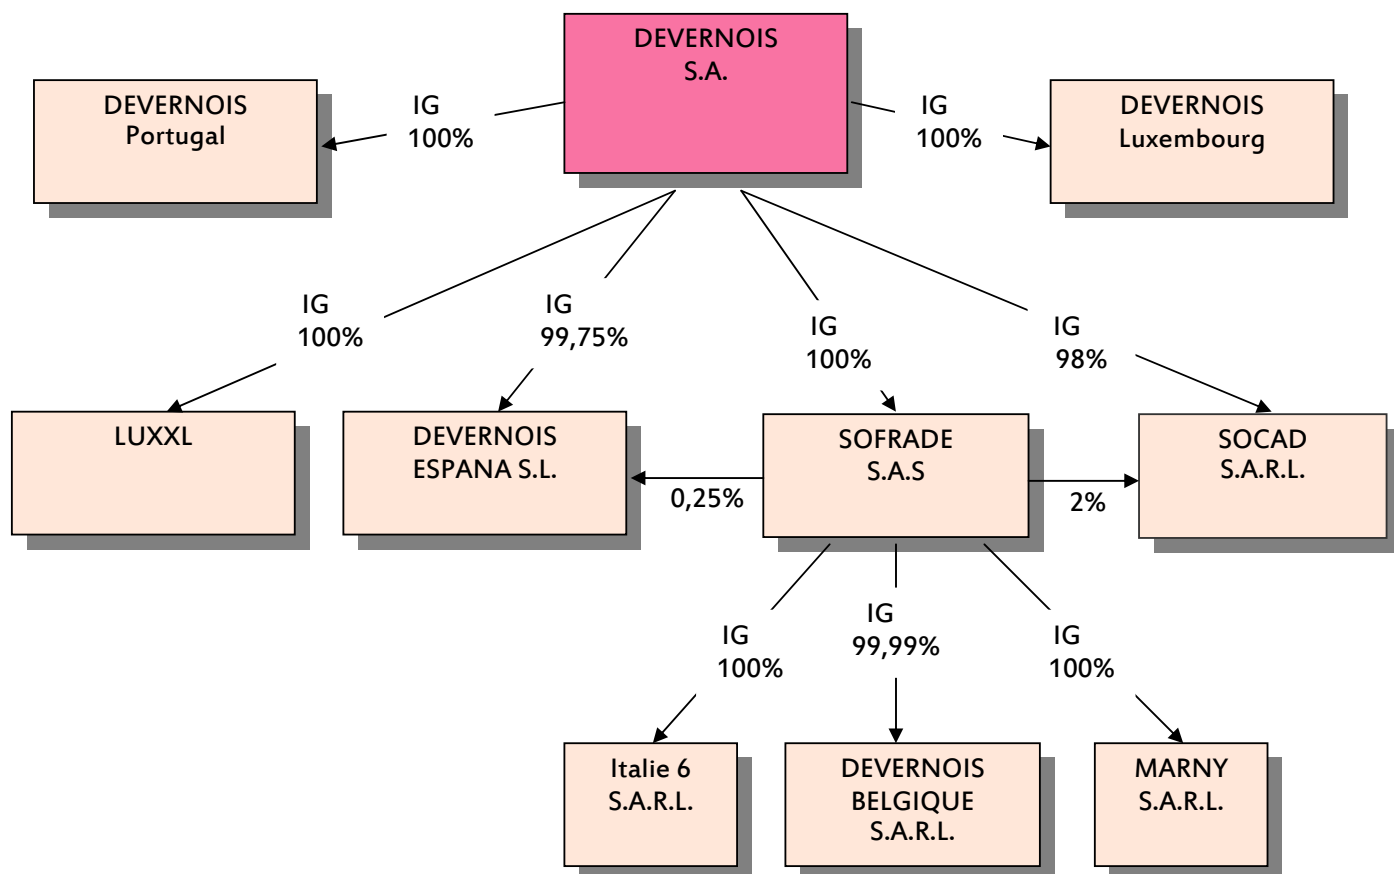 DEVERNOIS
S.A.
DEVERNOIS
Portugal
IG
100%
IG
100%
DEVERNOIS
Luxembourg
IG
100%
IG
99,75%
IG
100%
IG
98%
LUXXL
DEVERNOIS
ESPANA S.L.
0,25%
SOFRADE
S.A.S
2%
SOCAD
S.A.R.L.
IG
100%
IG
99,99%
IG
100%
Italie 6
S.A.R.L.
DEVERNOIS
BELGIQUE
S.A.R.L.
MARNY
S.A.R.L.